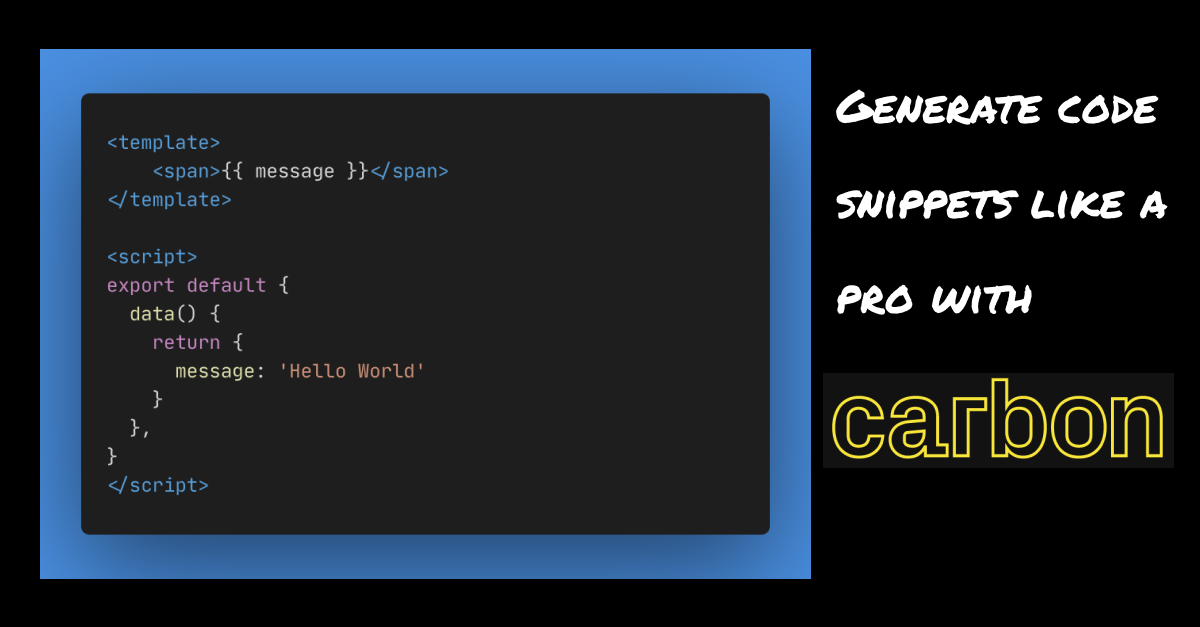 <template>
    <span>{{ message }}</span>
</template>

<script>
export default {
  data() {
    return {
      message: 'Hello World'
    }
  },
}
</script>
Generate code
snippets like a
pro with
carbon